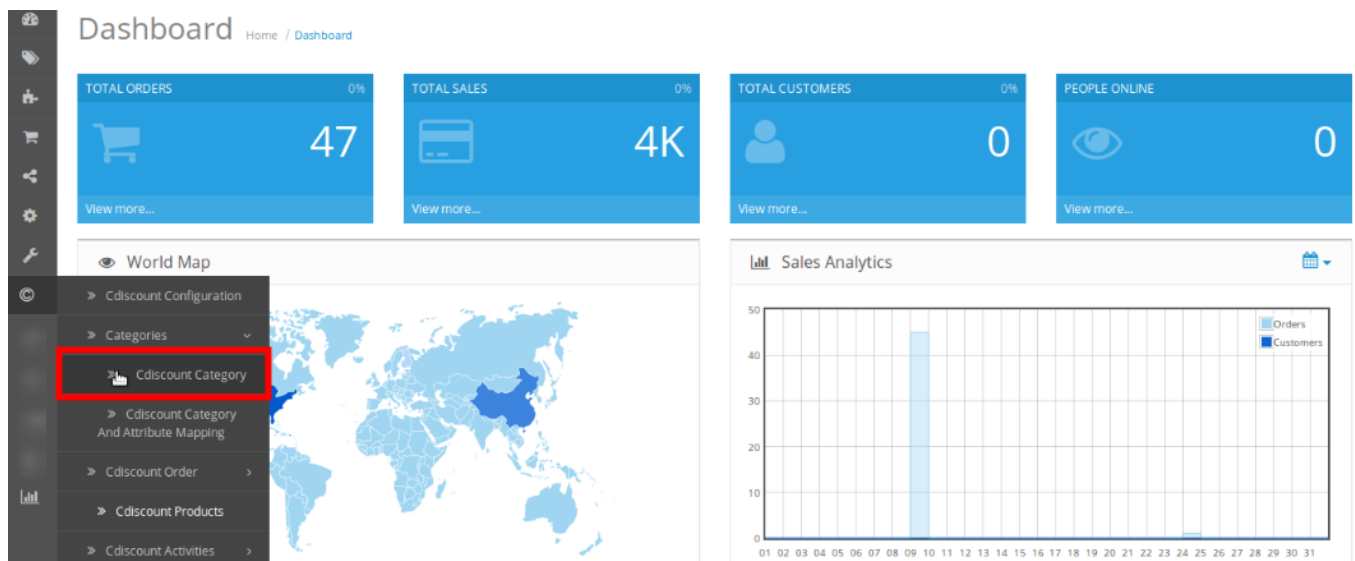 Dashboard Home / Dashboard
TOTAL ORDERS 0%
47
View more...
TOTAL SALES 0%
4K
View more...
TOTAL CUSTOMERS 0%
0
View more...
PEOPLE ONLINE
0
View more...
World Map
Cdiscount Configuration
Categories
Cdiscount Category
Cdiscount Category
And Attribute Mapping
Cdiscount Order
Cdiscount Products
Cdiscount Activities
Sales Analytics
Orders
Customers
50
40
30
20
10
0
01 02 03 04 05 06 07 08 09 10 11 12 13 14 15 16 17 18 19 20 21 22 23 24 25 26 27 28 29 30 31